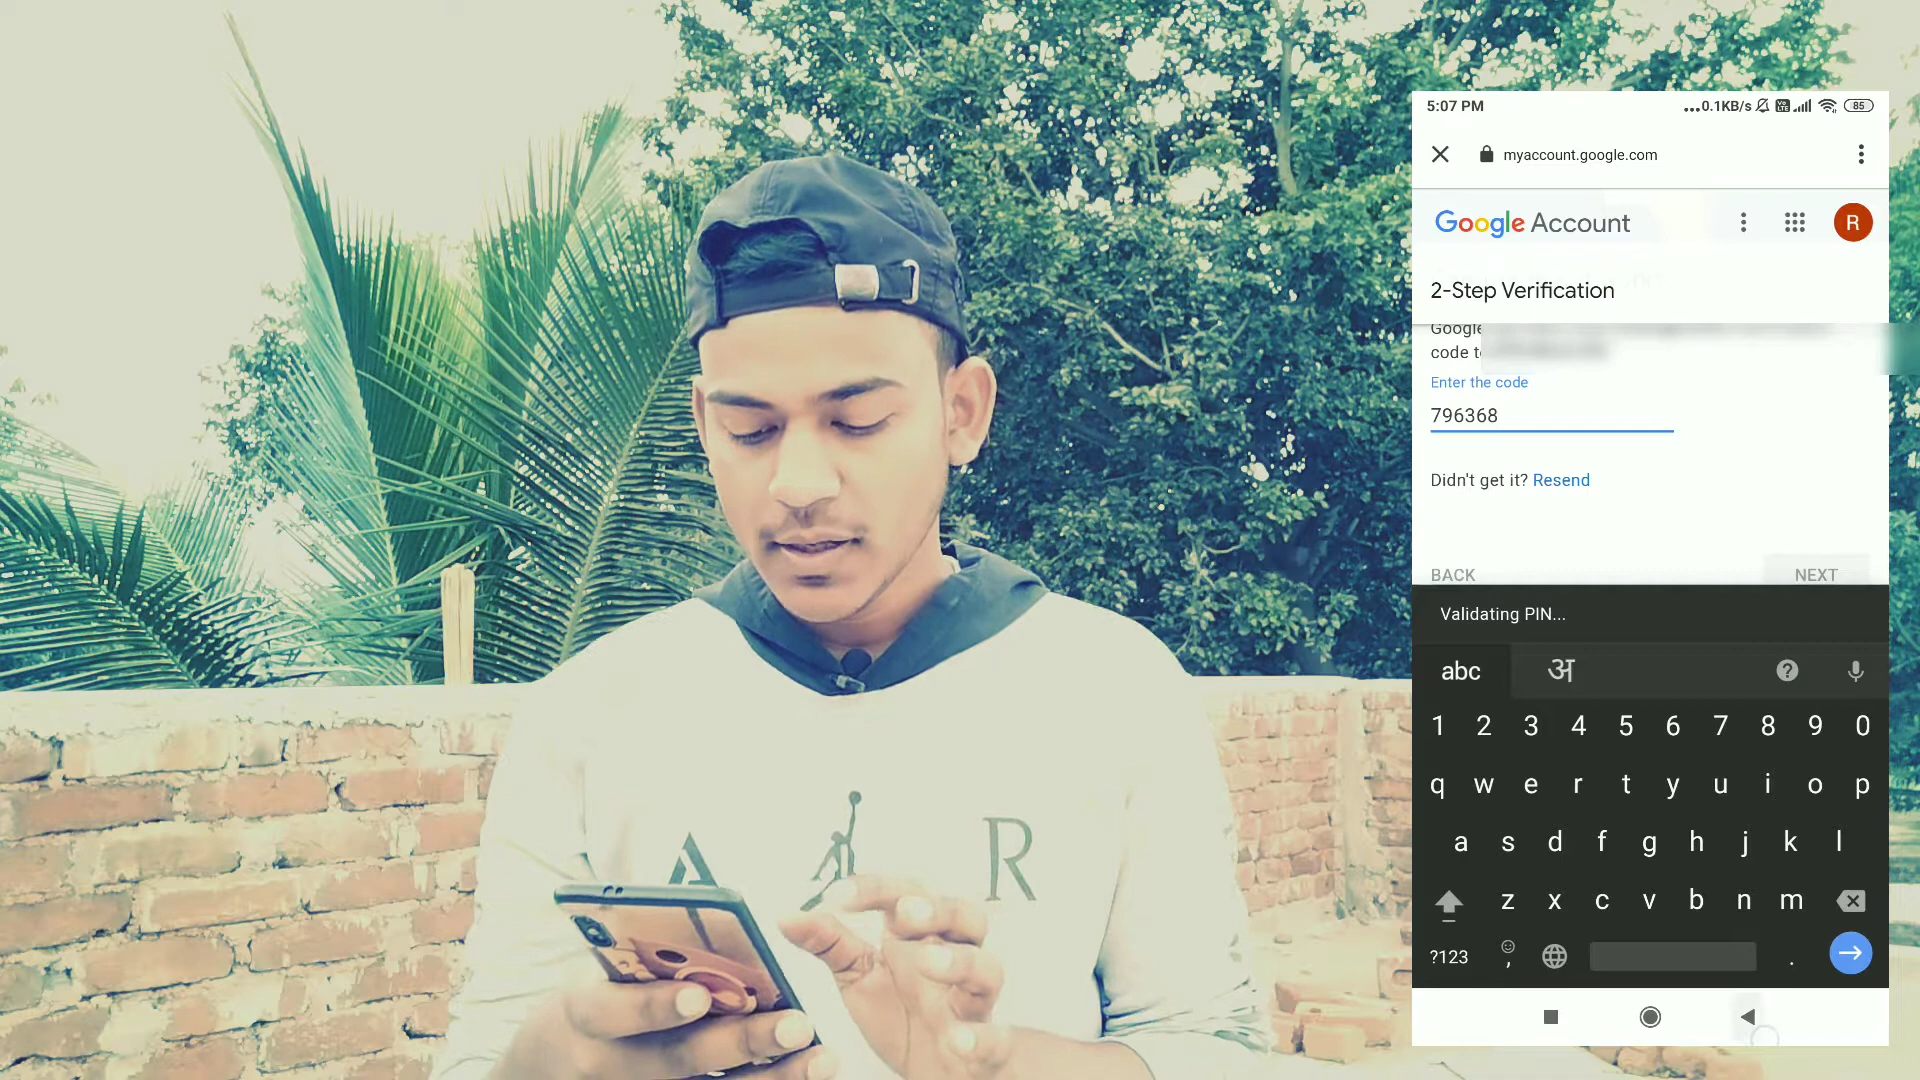 5:07 PM
...0.1KB/s 85
myaccount.google.com
Google Account
R
2-Step Verification
Google
code
Enter the code
796368
Didn't get it? Resend
BACK NEXT
Validating PIN...
abc अ
1 2 3 4 5 6 7 8 9 0
q w e r t y u i o p
a s d f g h j k l
z x c v b n m
?123 , .
A R